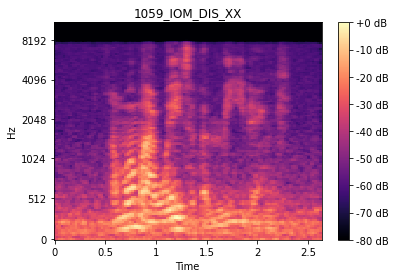 1059_IOM_DIS_XX
+0 dB
8192
-10 dB
4096
-20 dB
-30 dB
2048
-40 dB
Hz
1024
-50 dB
512
-60 dB
-70 dB
0
-80 dB
0 0.5 1 1.5 2 2.5
Time